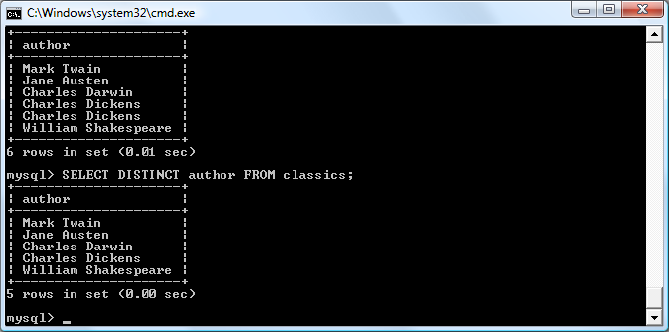 C:\Windows\system32\cmd.exe
+--------------------+
| author             |
+--------------------+
| Mark Twain         |
| Jane Austen        |
| Charles Darwin     |
| Charles Dickens    |
| Charles Dickens    |
| William Shakespeare |
+--------------------+
6 rows in set (0.01 sec)
mysql> SELECT DISTINCT author FROM classics;
+--------------------+
| author             |
+--------------------+
| Mark Twain         |
| Jane Austen        |
| Charles Darwin     |
| Charles Dickens    |
| William Shakespeare |
+--------------------+
5 rows in set (0.00 sec)
mysql> _